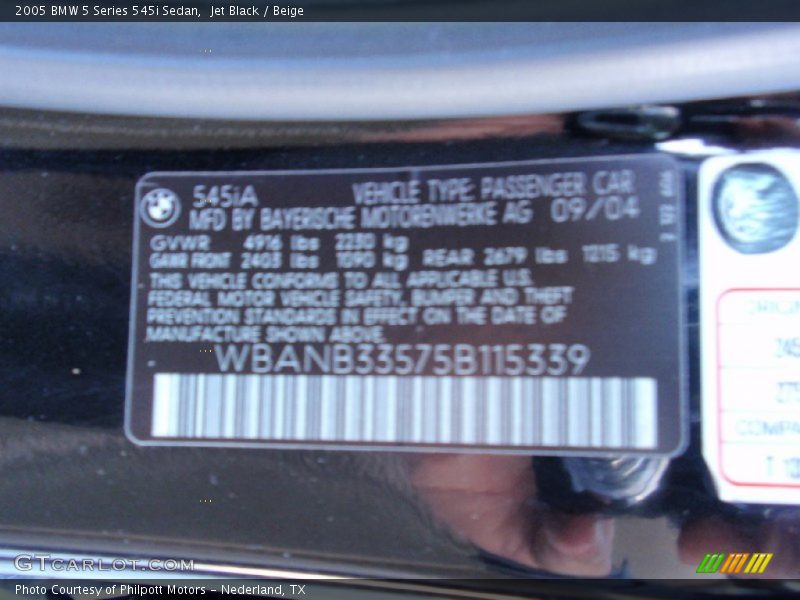 2005 BMW 5 Series 545i Sedan, Jet Black / Beige
545iA VEHICLE TYPE: PASSENGER CAR
MFD BY BAYERISCHE MOTORENWERKE AG 09/04
GVWR 4916 lbs 2230 kg
GAWR FRONT 2403 lbs 1090 kg REAR 2679 lbs 1215 kg
THIS VEHICLE CONFORMS TO ALL APPLICABLE U.S.
FEDERAL MOTOR VEHICLE SAFETY, BUMPER AND THEFT
PREVENTION STANDARDS IN EFFECT ON THE DATE OF
MANUFACTURE SHOWN ABOVE.
WBANB33575B115339
GTCARLOT.COM
Photo Courtesy of Philpott Motors - Nederland, TX